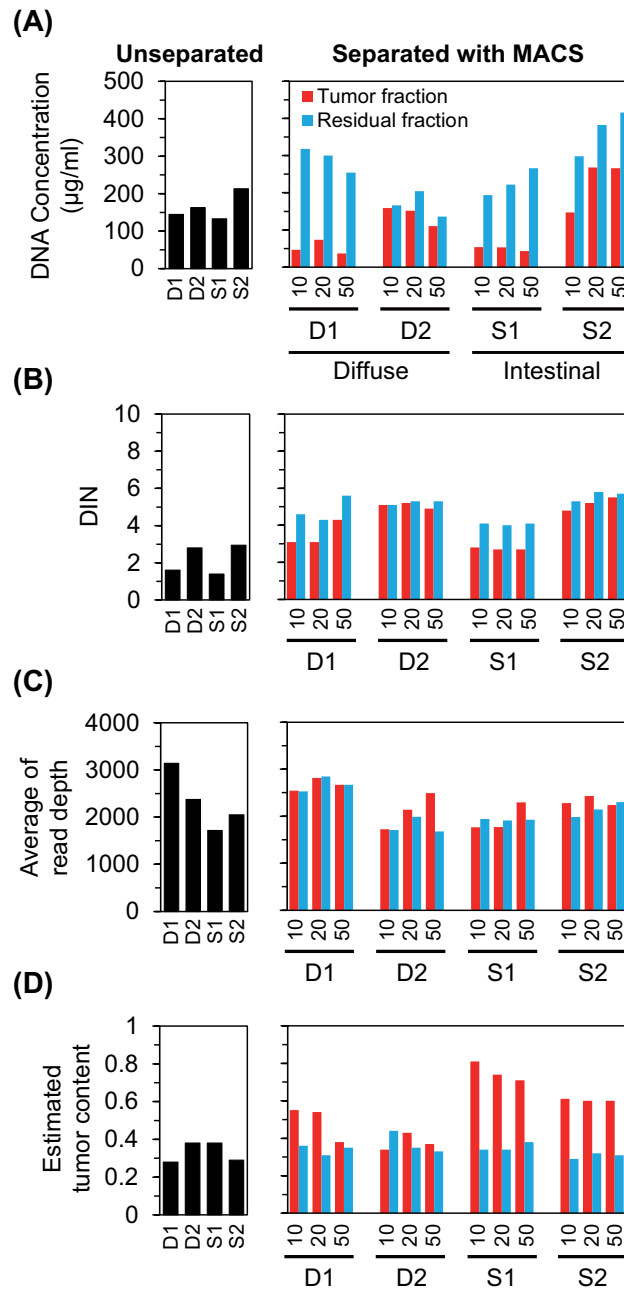 (A)
Unseparated
Separated with MACS
DNA Concentration
(µg/ml)
500
400
300
200
100
0
D1 D2 S1 S2
Tumor fraction
Residual fraction
10 20 50 10 20 50 10 20 50 10 20 50
D1 D2 S1 S2
Diffuse Intestinal
(B)
DIN
10
8
6
4
2
0
D1 D2 S1 S2
10 20 50 10 20 50 10 20 50 10 20 50
D1 D2 S1 S2
(C)
Average of
read depth
4000
3000
2000
1000
0
D1 D2 S1 S2
10 20 50 10 20 50 10 20 50 10 20 50
D1 D2 S1 S2
(D)
Estimated
tumor content
1
0.8
0.6
0.4
0.2
0
D1 D2 S1 S2
10 20 50 10 20 50 10 20 50 10 20 50
D1 D2 S1 S2